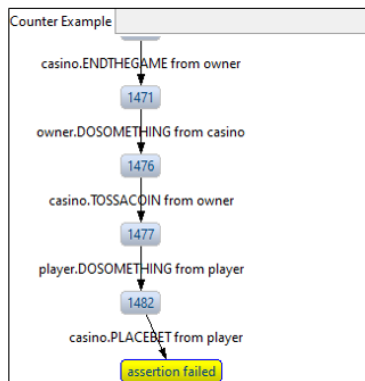 Counter Example
casino.ENDTHEGAME from owner
1471
owner.DOSOMETHING from casino
1476
casino.TOSSACOIN from owner
1477
player.DOSOMETHING from player
1482
casino.PLACEBET from player
assertion failed